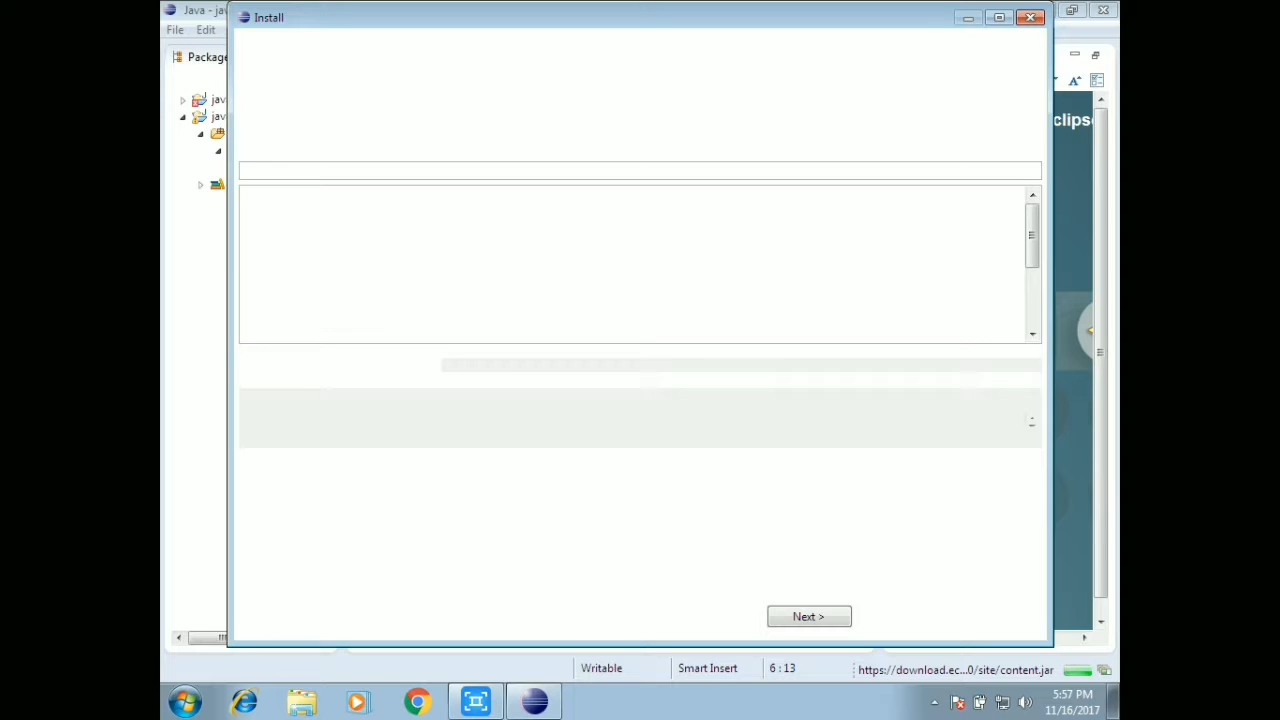 Java - jav
Install
File Edit
Package
jav
jav
clipse
Next >
Writable
Smart Insert
6 : 13
https://download.ec...0/site/content.jar
5:57 PM
11/16/2017